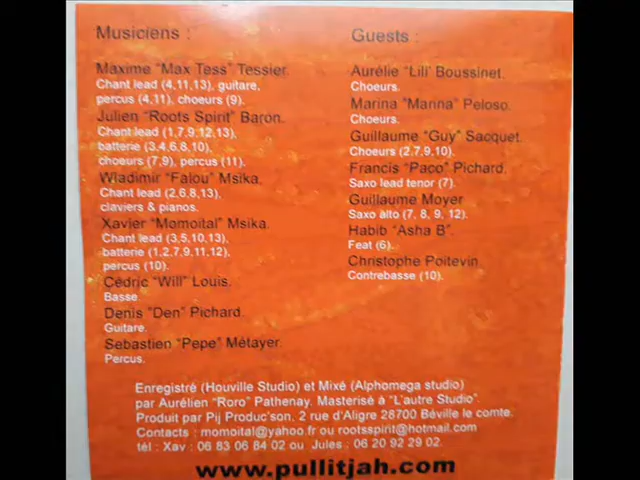 Musiciens :
Maxime "Max Tess" Tessier.
Chant lead (4,11,13), guitare,
percus (4,11), choeurs (9).
Julien "Roots Spirit" Baron.
Chant lead (1,7,9,12,13),
batterie (3,4,6,8,10),
choeurs (7,9), percus (11).
Wladimir "Falou" Msika.
Chant lead (2,6,8,13),
claviers & pianos.
Xavier "Momoital" Msika.
Chant lead (3,5,10,13),
batterie (1,2,7,9,11,12),
percus (10).
Cédric "Will" Louis.
Basse.
Denis "Den" Pichard.
Guitare.
Sebastien "Pepe" Métayer.
Percus.
Guests :
Aurélie "Lili" Boussinet.
Choeurs.
Marina "Marina" Peloso.
Choeurs.
Guillaume "Guy" Sacquet.
Choeurs (2,7,9,10).
Francis "Paco" Pichard.
Saxo lead tenor (7).
Guillaume Moyer
Saxo alto (7, 8, 9, 12).
Habib "Asha B".
Feat (6).
Christophe Poitevin.
Contrebasse (10).
Enregistré (Houville Studio) et Mixé (Alphomega studio)
par Aurélien "Roro" Pathenay. Masterisé à "L'autre Studio".
Produit par Pij Produc'son, 2 rue d'Aligre 28700 Béville le comte.
Contacts : momoital@yahoo.fr ou rootsspirit@hotmail.com
tél : Xav : 06 83 06 84 02 ou Jules : 06 20 92 29 02.
www.pullitjah.com